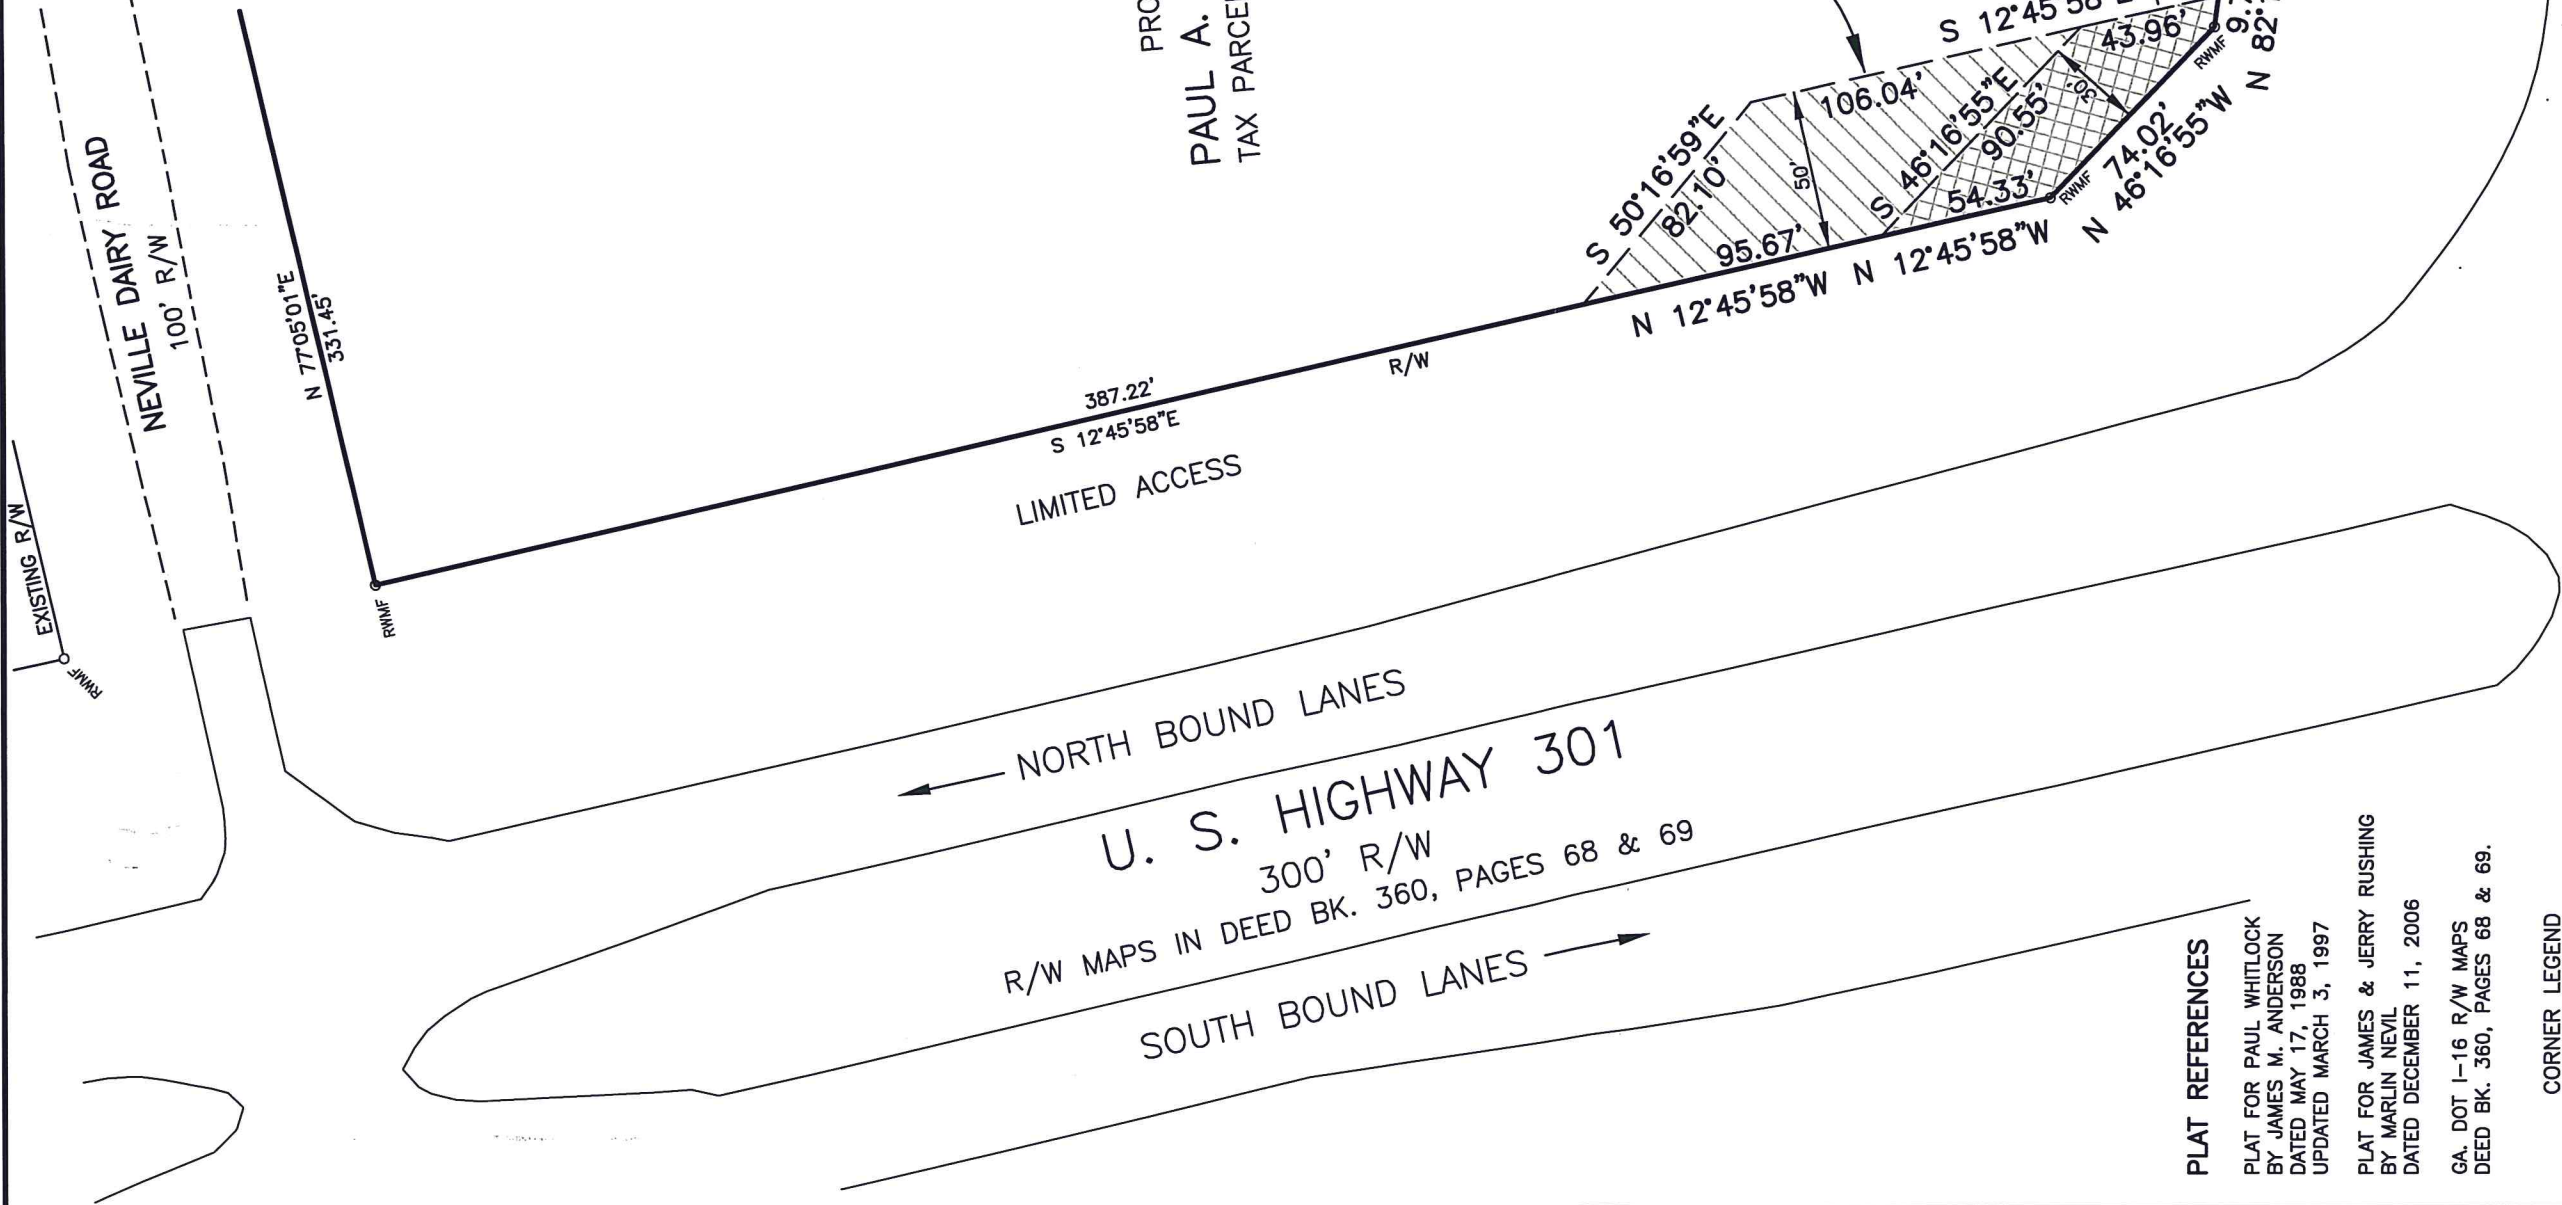 NEVILLE DAIRY ROAD
100' R/W
EXISTING R/W
RWMF
N 77°05'01"E
331.45'
RWMF
PRO
PAUL A.
TAX PARCE
387.22'
S 12°45'58"E
R/W
LIMITED ACCESS
S 50°16'59"E
82.10'
106.04'
50'
95.67'
N 12°45'58"W
S 12°45'58"
S 46°16'55"E
90.55'
30'
43.96'
54.33'
N 12°45'58"W
RWMF
74.02'
N 46°16'55"W
RWMF
N 82°
NORTH BOUND LANES
U. S. HIGHWAY 301
300' R/W
R/W MAPS IN DEED BK. 360, PAGES 68 & 69
SOUTH BOUND LANES
PLAT REFERENCES
PLAT FOR PAUL WHITLOCK
BY JAMES M. ANDERSON
DATED MAY 17, 1988
UPDATED MARCH 3, 1997
PLAT FOR JAMES & JERRY RUSHING
BY MARLIN NEVIL
DATED DECEMBER 11, 2006
GA. DOT I-16 R/W MAPS
DEED BK. 360, PAGES 68 & 69.
CORNER LEGEND